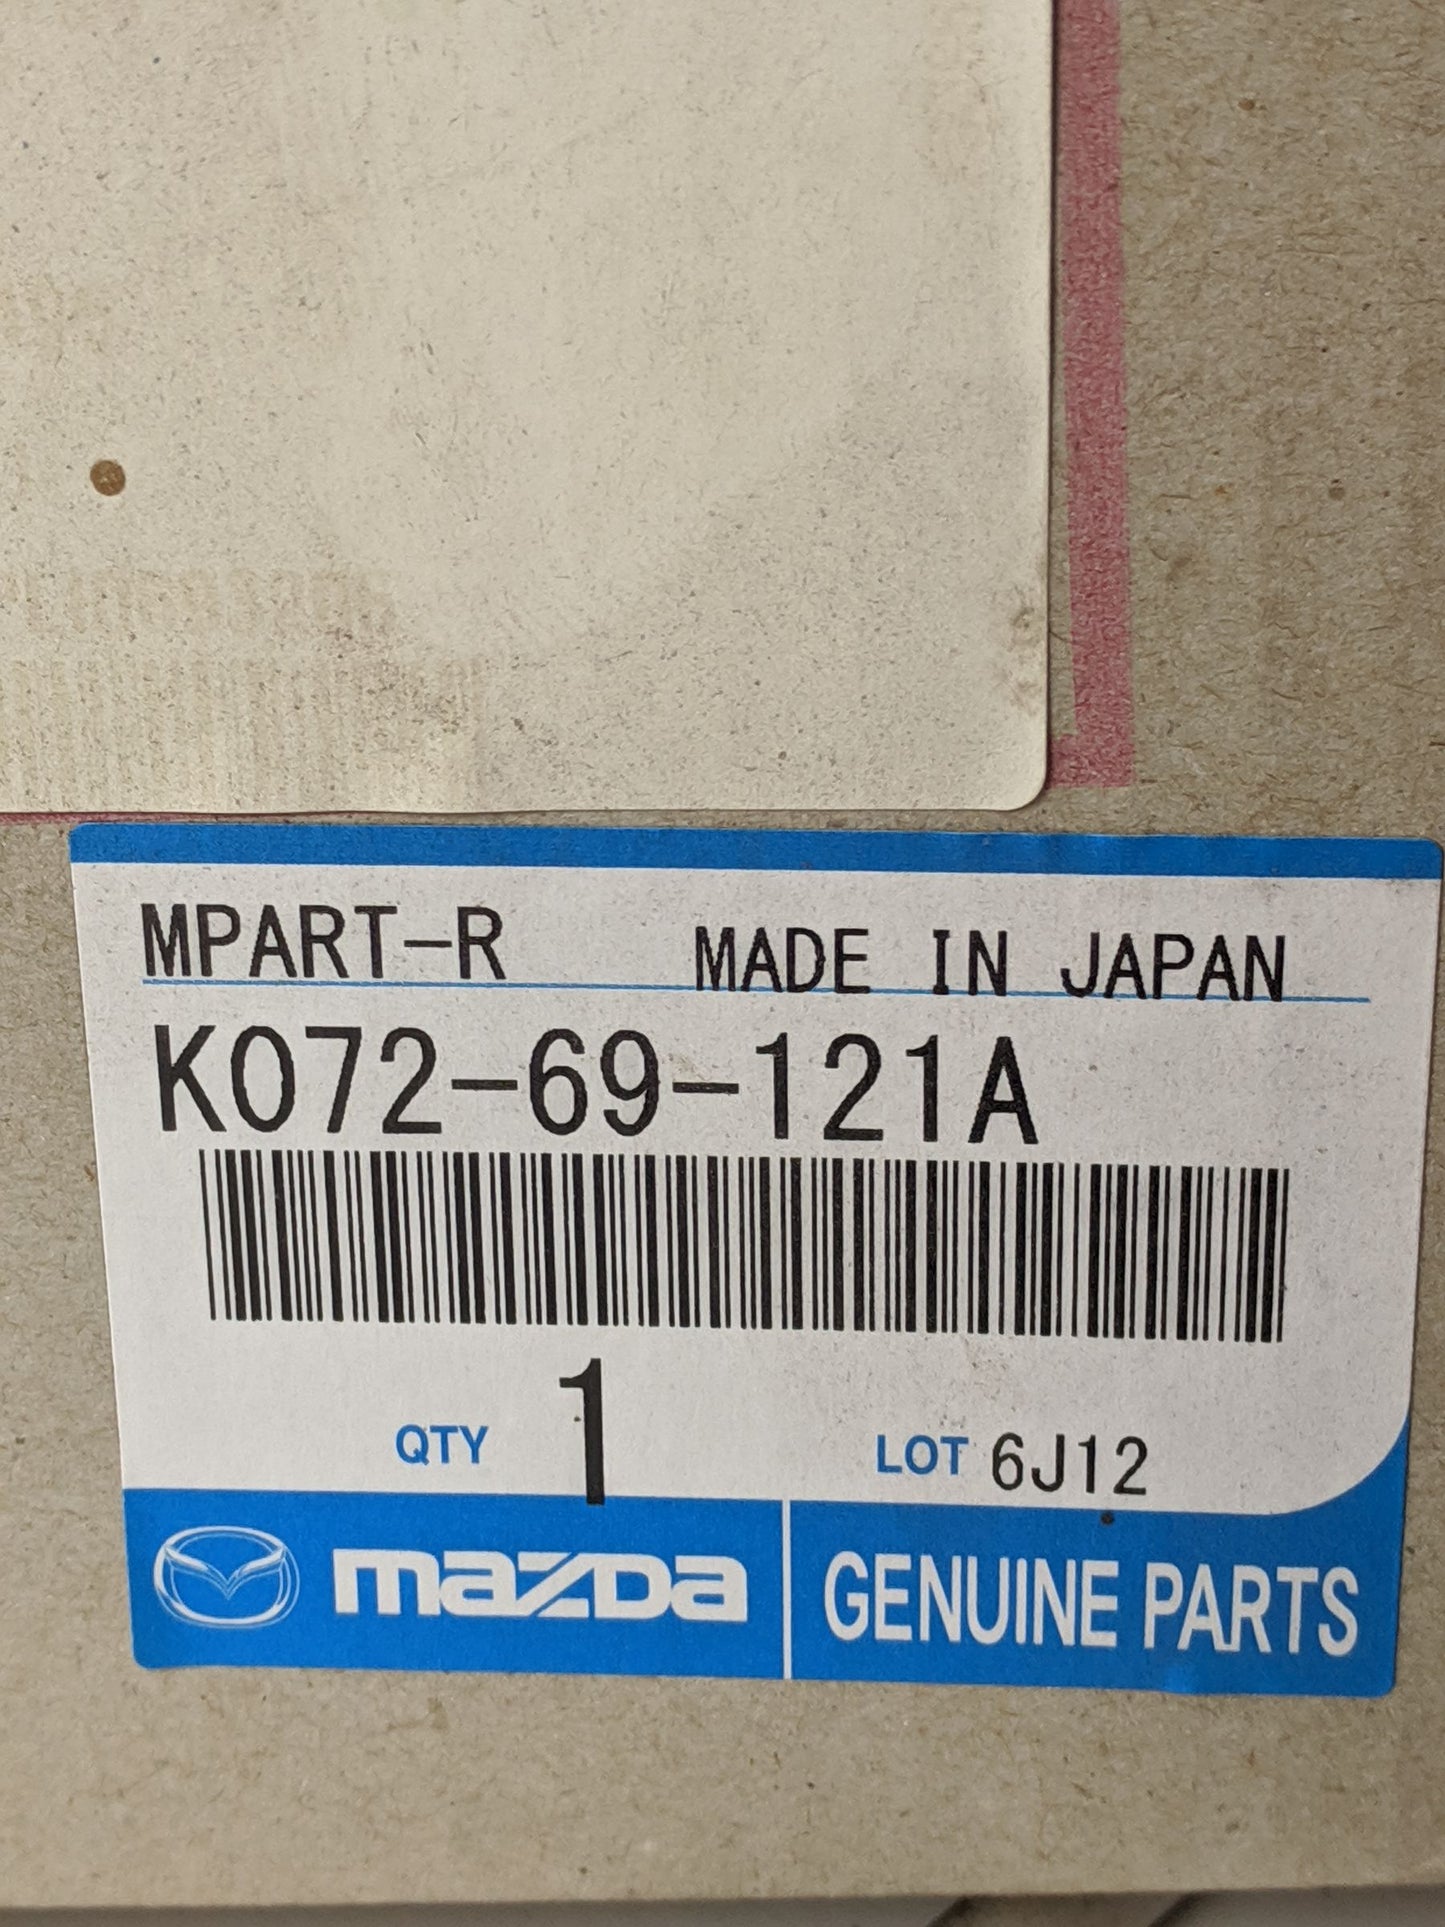 MPART-R MADE IN JAPAN
K072-69-121A
QTY 1 LOT 6J12
mazda GENUINE PARTS